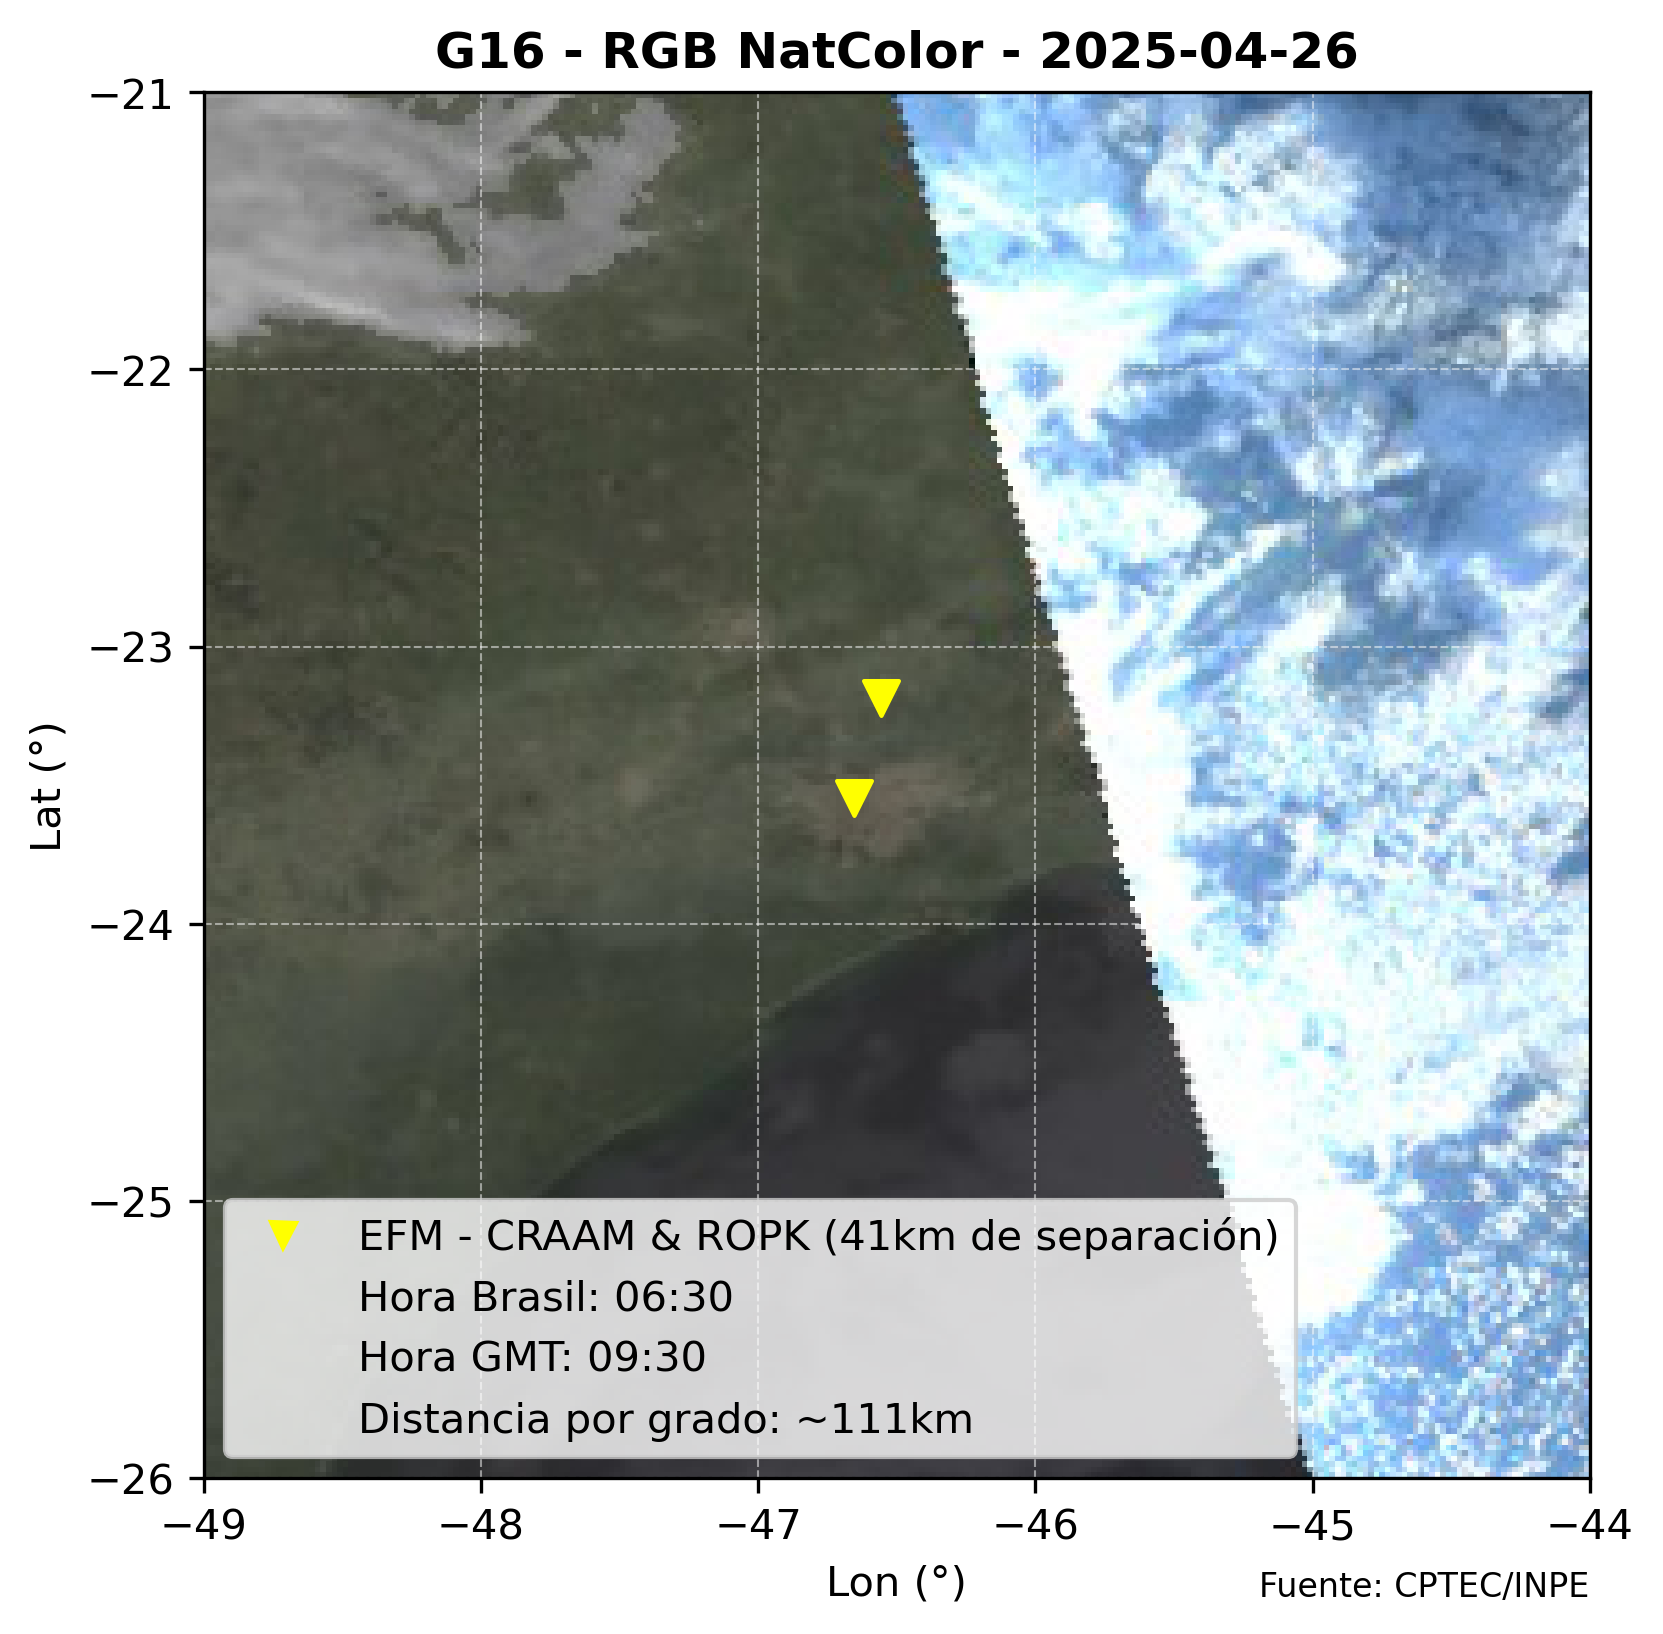 G16 - RGB NatColor - 2025-04-26
−21
−22
−23
−24
−25
−26
Lat (°)
EFM - CRAAM & ROPK (41km de separación)
Hora Brasil: 06:30
Hora GMT: 09:30
Distancia por grado: ~111km
−49
−48
−47
−46
−45
−44
Lon (°)
Fuente: CPTEC/INPE